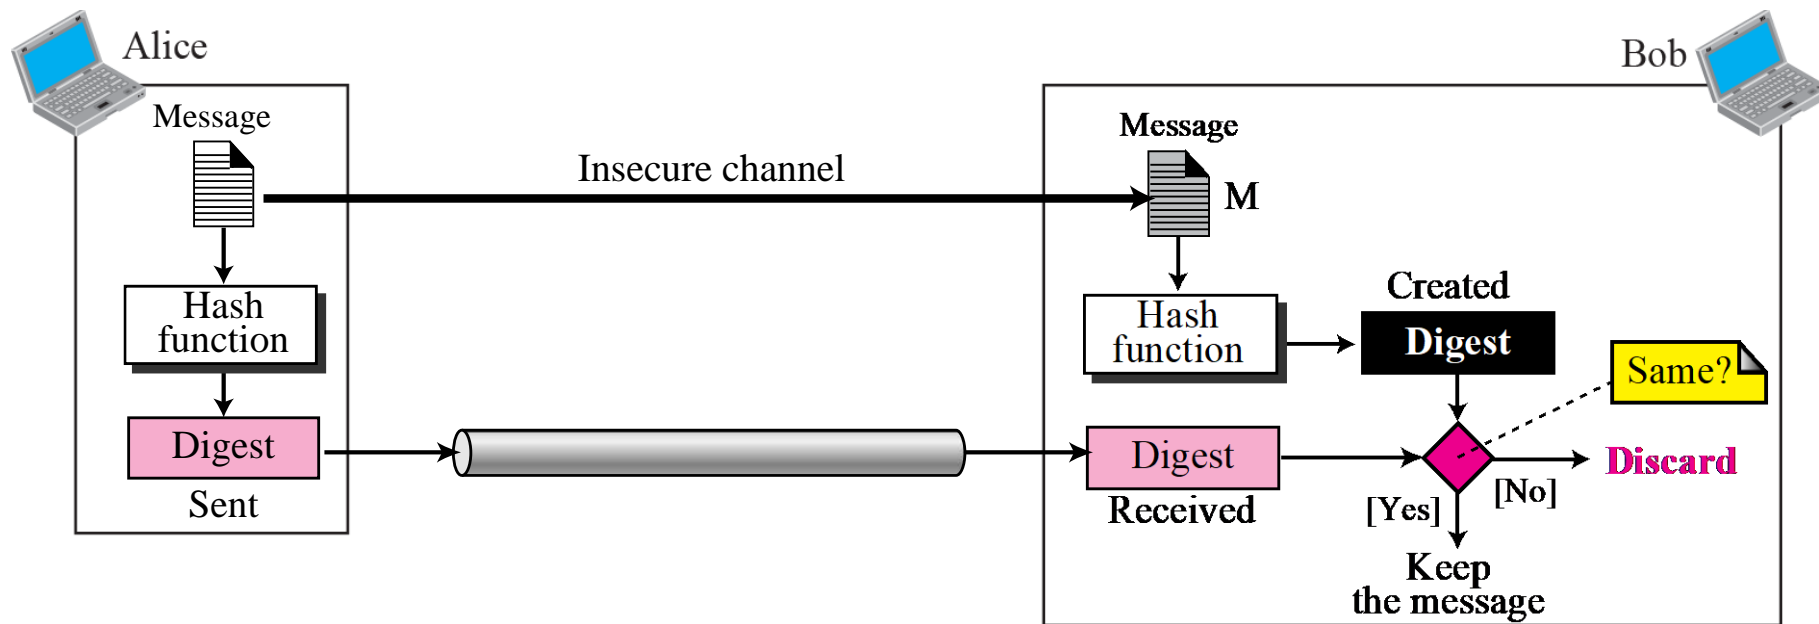 Alice
Message
Hash
function
Digest
Sent
Insecure channel
Bob
Message
M
Hash
function
Created
Digest
Same?
Digest
Received
Discard
[No]
[Yes]
Keep
the message